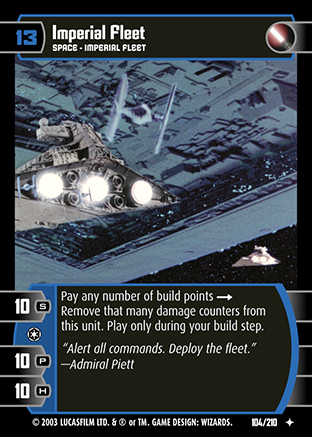 13
Imperial Fleet
SPACE - IMPERIAL FLEET
10 S
Pay any number of build points →
Remove that many damage counters from
this unit. Play only during your build step.
10 P
"Alert all commands. Deploy the fleet."
—Admiral Piett
10 H
© 2003 LUCASFILM LTD. & ® or TM. GAME DESIGN: WIZARDS. 104/210